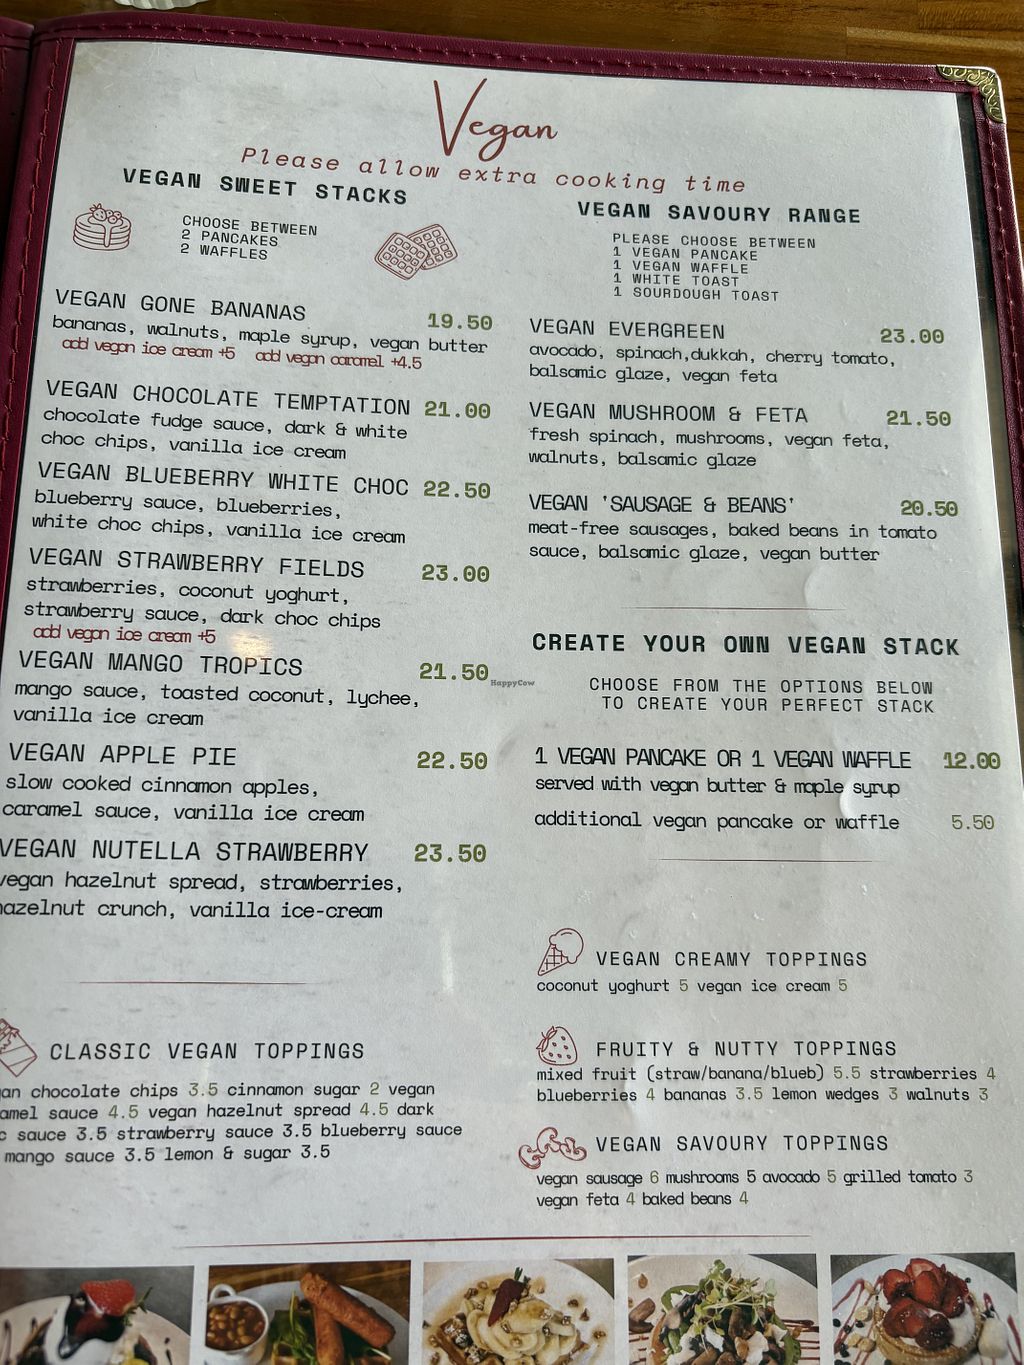 Vegan
Please allow extra cooking time
VEGAN SWEET STACKS
CHOOSE BETWEEN
2 PANCAKES
2 WAFFLES
VEGAN GONE BANANAS 19.50
bananas, walnuts, maple syrup, vegan butter
add vegan ice cream +5 add vegan caramel +4.5
VEGAN CHOCOLATE TEMPTATION 21.00
chocolate fudge sauce, dark & white
choc chips, vanilla ice cream
VEGAN BLUEBERRY WHITE CHOC 22.50
blueberry sauce, blueberries,
white choc chips, vanilla ice cream
VEGAN STRAWBERRY FIELDS 23.00
strawberries, coconut yoghurt,
strawberry sauce, dark choc chips
add vegan ice cream +5
VEGAN MANGO TROPICS 21.50
mango sauce, toasted coconut, lychee,
vanilla ice cream
VEGAN APPLE PIE 22.50
slow cooked cinnamon apples,
caramel sauce, vanilla ice cream
VEGAN NUTELLA STRAWBERRY 23.50
vegan hazelnut spread, strawberries,
hazelnut crunch, vanilla ice-cream
CLASSIC VEGAN TOPPINGS
chocolate chips 3.5 cinnamon sugar 2 vegan
sauce 4.5 vegan hazelnut spread 4.5 dark
sauce 3.5 strawberry sauce 3.5 blueberry sauce
mango sauce 3.5 lemon & sugar 3.5
VEGAN SAVOURY RANGE
PLEASE CHOOSE BETWEEN
1 VEGAN PANCAKE
1 VEGAN WAFFLE
1 WHITE TOAST
1 SOURDOUGH TOAST
VEGAN EVERGREEN 23.00
avocado, spinach,dukkah, cherry tomato,
balsamic glaze, vegan feta
VEGAN MUSHROOM & FETA 21.50
fresh spinach, mushrooms, vegan feta,
walnuts, balsamic glaze
VEGAN 'SAUSAGE & BEANS' 20.50
meat-free sausages, baked beans in tomato
sauce, balsamic glaze, vegan butter
CREATE YOUR OWN VEGAN STACK
CHOOSE FROM THE OPTIONS BELOW
TO CREATE YOUR PERFECT STACK
1 VEGAN PANCAKE OR 1 VEGAN WAFFLE 12.00
served with vegan butter & maple syrup
additional vegan pancake or waffle 5.50
VEGAN CREAMY TOPPINGS
coconut yoghurt 5 vegan ice cream 5
FRUITY & NUTTY TOPPINGS
mixed fruit (straw/banana/blueb) 5.5 strawberries 4
blueberries 4 bananas 3.5 lemon wedges 3 walnuts 3
VEGAN SAVOURY TOPPINGS
vegan sausage 6 mushrooms 5 avocado 5 grilled tomato 3
vegan feta 4 baked beans 4
HappyCow